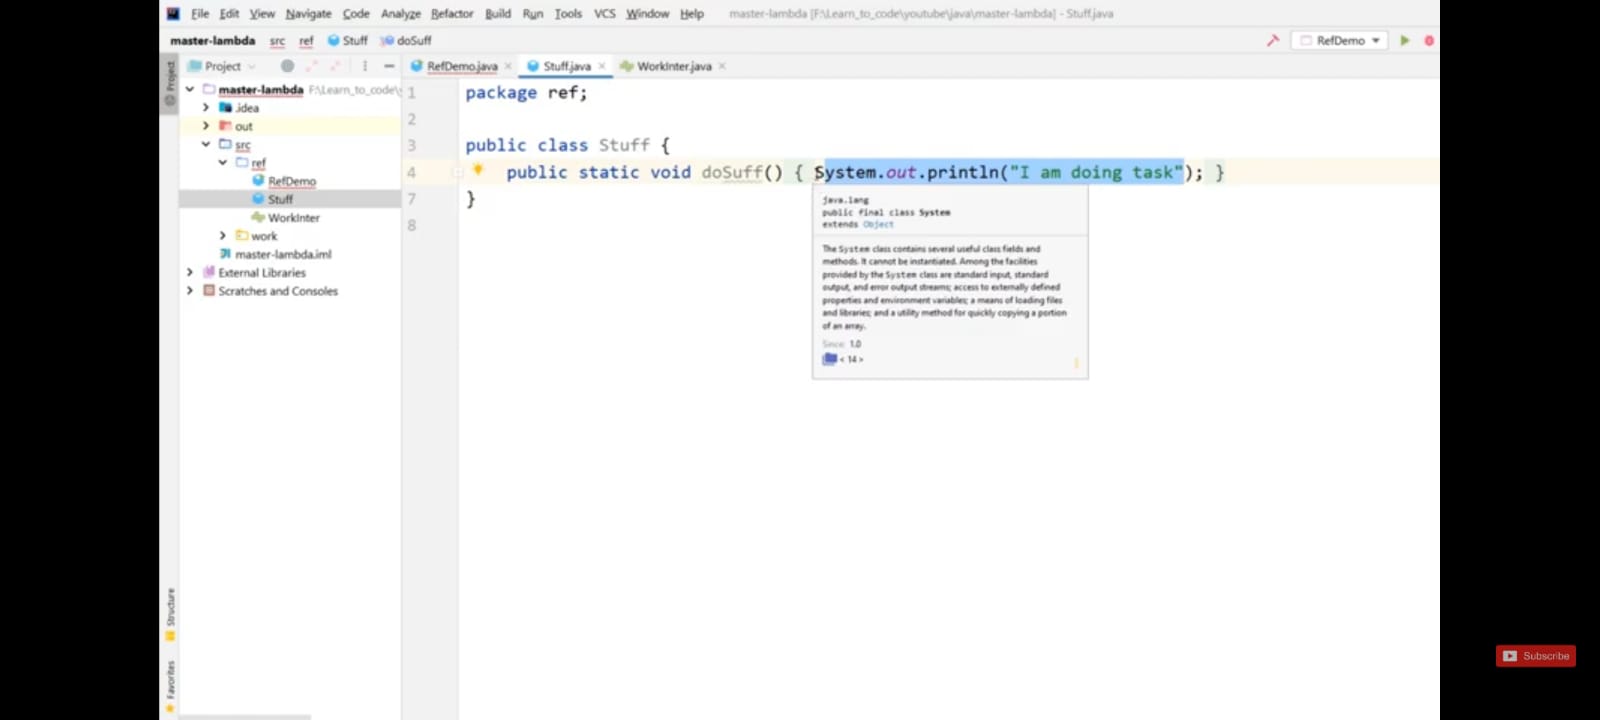 File Edit View Navigate Code Analyze Refactor Build Run Tools VCS Window Help master-lambda [F:\Learn_to_code\youtube\java\master-lambda] - Stuff.java
master-lambda src ref Stuff doSuff RefDemo
Project Project RefDemo.java Stuff.java WorkInter.java
master-lambda F:\Learn_to_code\
.idea
out
src
ref
RefDemo
Stuff
WorkInter
work
master-lambda.iml
External Libraries
Scratches and Consoles
1 package ref;
2
3 public class Stuff {
4 public static void doSuff() { System.out.println("I am doing task"); }
7 }
8
java.lang
public final class System
extends Object
The System class contains several useful class fields and
methods. It cannot be instantiated. Among the facilities
provided by the System class are standard input, standard
output, and error output streams; access to externally defined
properties and environment variables; a means of loading files
and libraries; and a utility method for quickly copying a portion
of an array.
Since: 1.0
< 14 >
Structure
Favorites
Subscribe